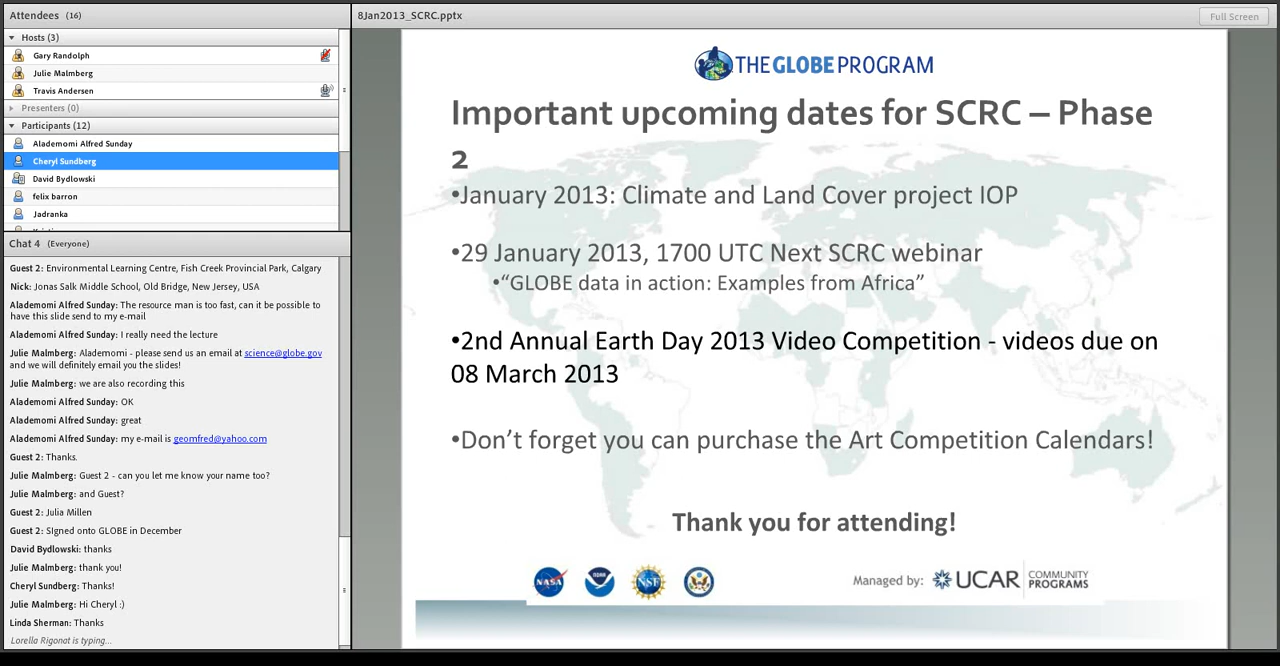 Attendees (16)
Hosts (3)
Gary Randolph
Julie Malmberg
Travis Andersen
Presenters (0)
Participants (12)
Alademomi Alfred Sunday
Cheryl Sundberg
David Bydlowski
felix barron
Jadranka
Chat 4 (Everyone)
Guest 2: Environmental Learning Centre, Fish Creek Provincial Park, Calgary
Nick: Jonas Salk Middle School, Old Bridge, New Jersey, USA
Alademomi Alfred Sunday: The resource man is too fast, can it be possible to
have this slide send to my e-mail
Alademomi Alfred Sunday: I really need the lecture
Julie Malmberg: Alademomi - please send us an email at science@globe.gov
and we will definitely email you the slides!
Julie Malmberg: we are also recording this
Alademomi Alfred Sunday: OK
Alademomi Alfred Sunday: great
Alademomi Alfred Sunday: my e-mail is geomfred@yahoo.com
Guest 2: Thanks.
Julie Malmberg: Guest 2 - can you let me know your name too?
Julie Malmberg: and Guest?
Guest 2: Julia Millen
Guest 2: SIgned onto GLOBE in December
David Bydlowski: thanks
Julie Malmberg: thank you!
Cheryl Sundberg: Thanks!
Julie Malmberg: Hi Cheryl :)
Linda Sherman: Thanks
Lorella Rigonat is typing...
8Jan2013_SCRC.pptx
Full Screen
THE GLOBE PROGRAM
Important upcoming dates for SCRC – Phase
2
•January 2013: Climate and Land Cover project IOP
•29 January 2013, 1700 UTC Next SCRC webinar
•“GLOBE data in action: Examples from Africa”
•2nd Annual Earth Day 2013 Video Competition - videos due on
08 March 2013
•Don’t forget you can purchase the Art Competition Calendars!
Thank you for attending!
NASA
NOAA
NSF
Managed by:
UCAR
COMMUNITY
PROGRAMS